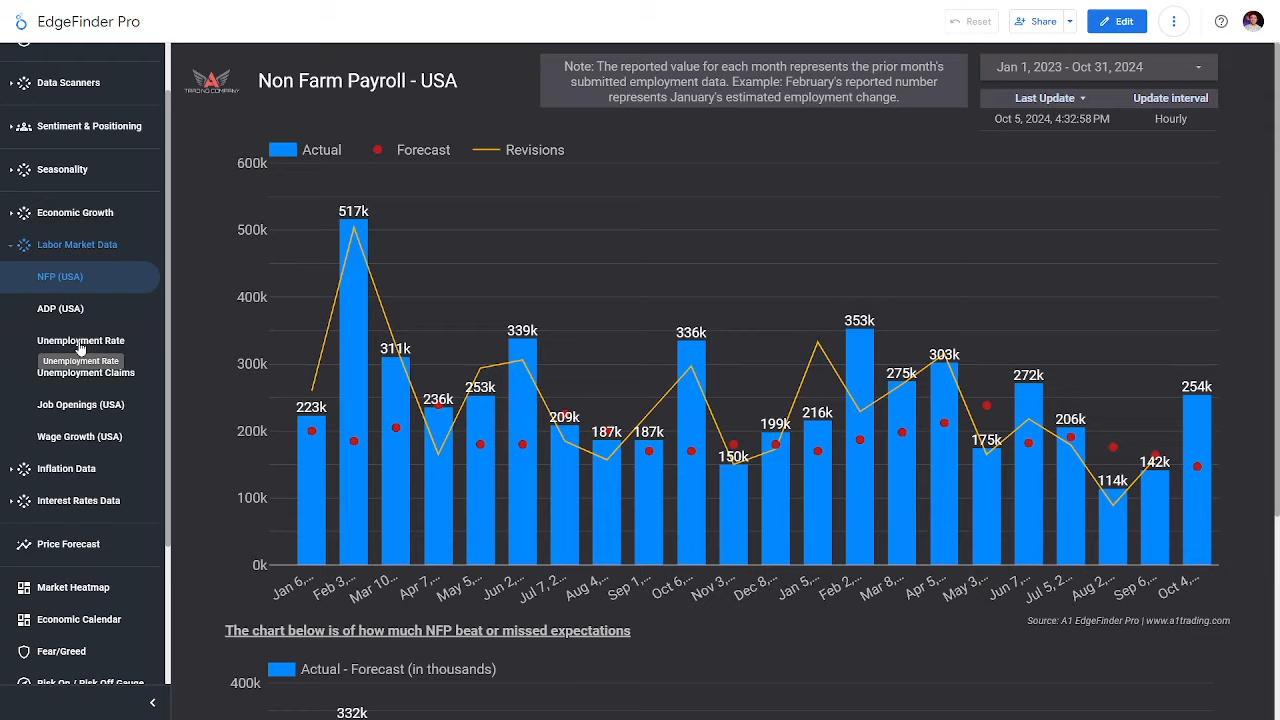 EdgeFinder Pro
Reset
Share
Edit
Data Scanners
Sentiment & Positioning
Seasonality
Economic Growth
Labor Market Data
NFP (USA)
ADP (USA)
Unemployment Rate
Unemployment Rate
Unemployment Claims
Job Openings (USA)
Wage Growth (USA)
Inflation Data
Interest Rates Data
Price Forecast
Market Heatmap
Economic Calendar
Fear/Greed
Risk On / Risk Off Gauge
TRADING COMPANY
Non Farm Payroll - USA
Note: The reported value for each month represents the prior month's
submitted employment data. Example: February's reported number
represents January's estimated employment change.
Jan 1, 2023 - Oct 31, 2024
Last Update Update interval
Oct 5, 2024, 4:32:58 PM Hourly
Actual Forecast Revisions
600k
500k
400k
300k
200k
100k
0k
223k
517k
311k
236k
253k
339k
209k
187k
187k
336k
150k
199k
216k
353k
275k
303k
175k
272k
206k
114k
142k
254k
Jan 6,...
Feb 3,...
Mar 10...
Apr 7,...
May 5,...
Jun 2,...
Jul 7, 2...
Aug 4,...
Sep 1,...
Oct 6,...
Nov 3,...
Dec 8,...
Jan 5,...
Feb 2,...
Mar 8,...
Apr 5,...
May 3,...
Jun 7,...
Jul 5, 2...
Aug 2,...
Sep 6,...
Oct 4,...
Source: A1 EdgeFinder Pro | www.a1trading.com
The chart below is of how much NFP beat or missed expectations
Actual - Forecast (in thousands)
400k
332k